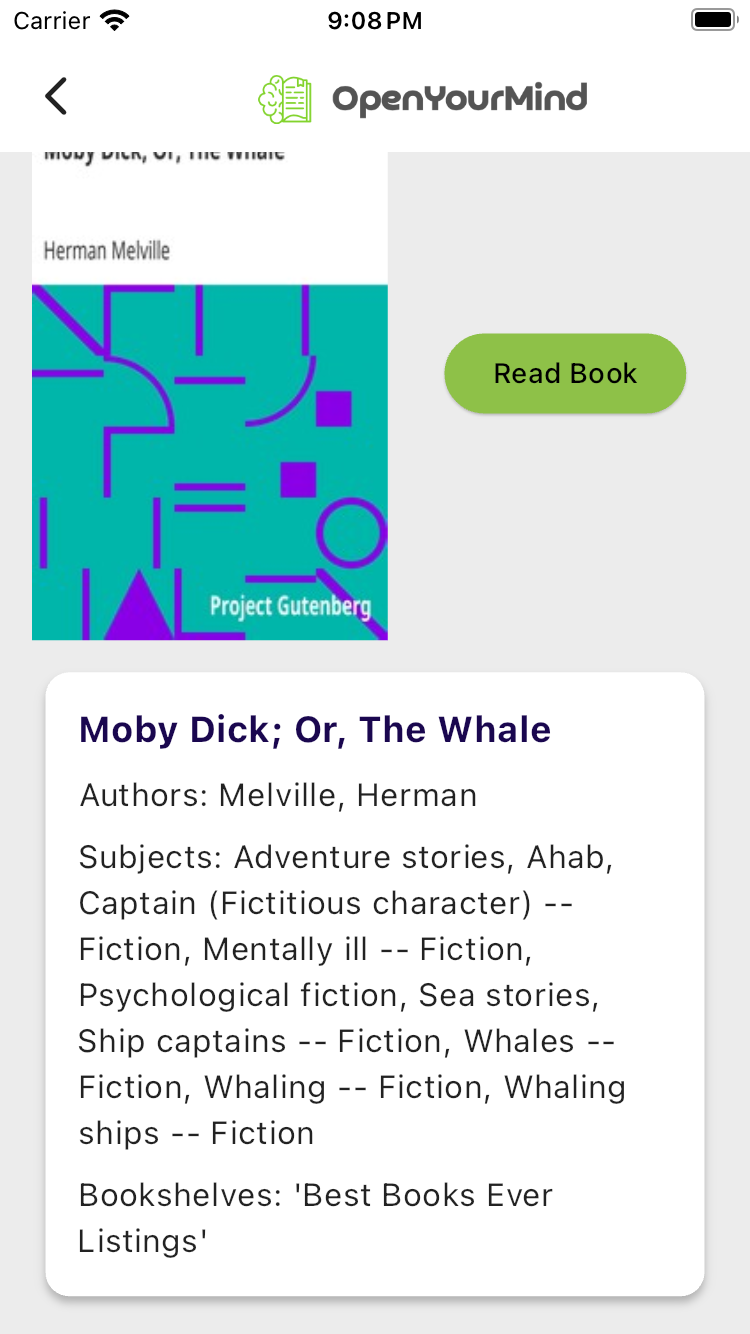 Carrier
9:08 PM
OpenYourMind
Moby Dick; Or, The Whale
Herman Melville
Read Book
Project Gutenberg
Moby Dick; Or, The Whale
Authors: Melville, Herman
Subjects: Adventure stories, Ahab,
Captain (Fictitious character) --
Fiction, Mentally ill -- Fiction,
Psychological fiction, Sea stories,
Ship captains -- Fiction, Whales --
Fiction, Whaling -- Fiction, Whaling
ships -- Fiction
Bookshelves: 'Best Books Ever
Listings'